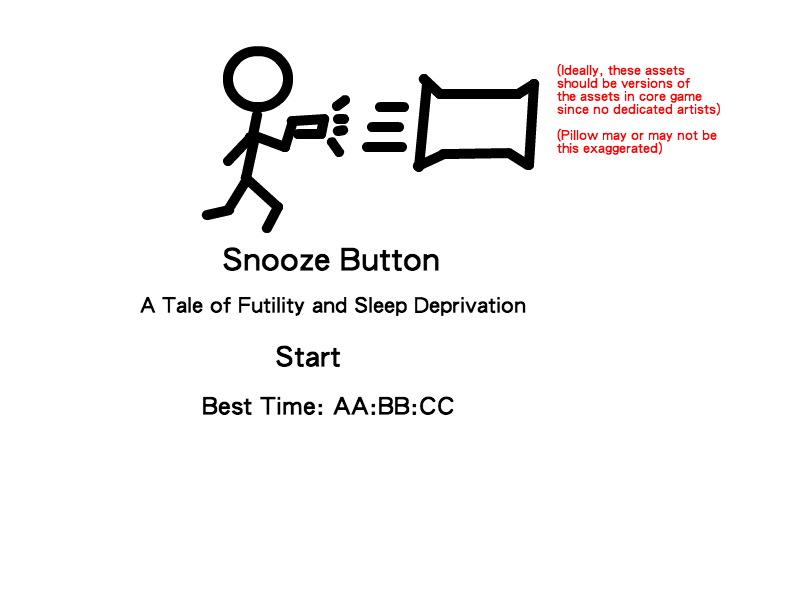 (Ideally, these assets
should be versions of
the assets in core game
since no dedicated artists)
(Pillow may or may not be
this exaggerated)
Snooze Button
A Tale of Futility and Sleep Deprivation
Start
Best Time: AA:BB:CC